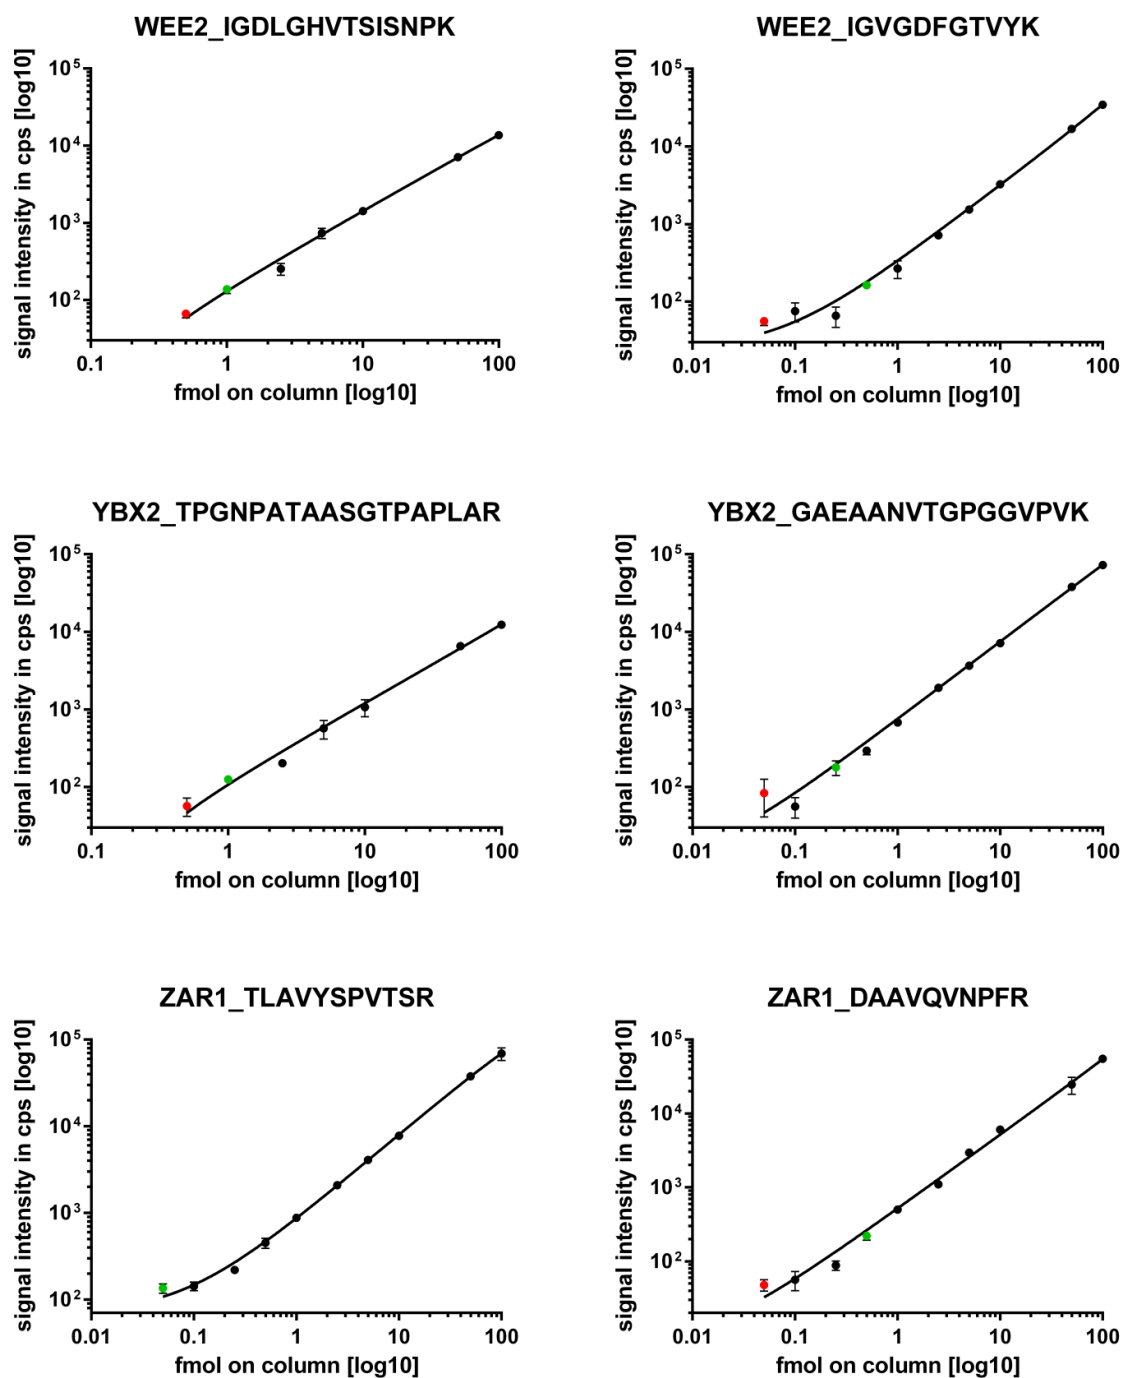 WEE2_IGDLGHVTSISNPK
signal intensity in cps [log10]
10^5
10^4
10^3
10^2
0.1 1 10 100
fmol on column [log10]
WEE2_IGVGDFGTVYK
signal intensity in cps [log10]
10^5
10^4
10^3
10^2
0.01 0.1 1 10 100
fmol on column [log10]
YBX2_TPGNPATAASGTPAPLAR
signal intensity in cps [log10]
10^5
10^4
10^3
10^2
0.1 1 10 100
fmol on column [log10]
YBX2_GAEAANVTGPGGVPVK
signal intensity in cps [log10]
10^5
10^4
10^3
10^2
0.01 0.1 1 10 100
fmol on column [log10]
ZAR1_TLAVYSPVTSR
signal intensity in cps [log10]
10^5
10^4
10^3
10^2
0.01 0.1 1 10 100
fmol on column [log10]
ZAR1_DAAVQVNPFR
signal intensity in cps [log10]
10^5
10^4
10^3
10^2
0.01 0.1 1 10 100
fmol on column [log10]